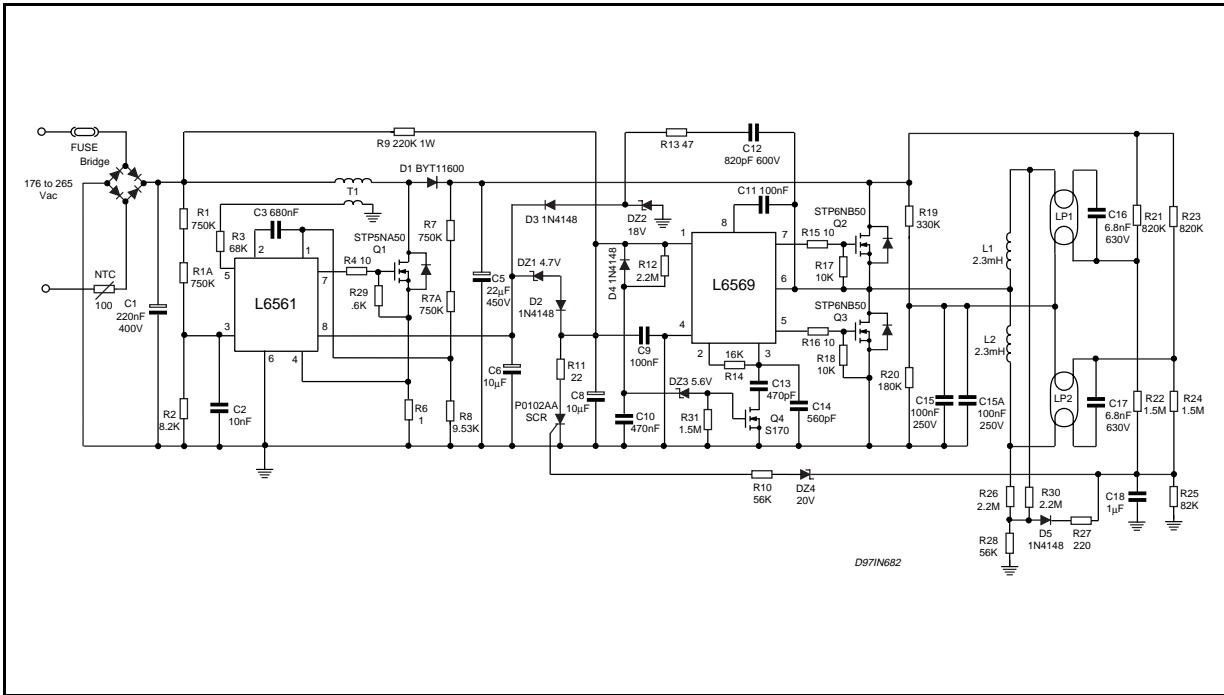 FUSE
Bridge
176 to 265
Vac
NTC
100
C1
220nF
400V
R1
750K
R1A
750K
R2
8.2K
C2
10nF
R3
68K
C3 680nF
T1
L6561
2
1
5
7
3
8
6
4
R9 220K 1W
D1 BYT11600
STP5NA50
Q1
R4 10
R29
.6K
R6
1
R7
750K
R7A
750K
R8
9.53K
C5
22µF
450V
C6
10µF
D3 1N4148
DZ1 4.7V
D2
1N4148
R11
22
P0102AA
SCR
C8
10µF
C9
100nF
R13 47
C12
820pF 600V
DZ2
18V
C11 100nF
D4 1N4148
R12
2.2M
C10
470nF
L6569
8
1
7
6
4
5
2
3
16K
R14
DZ3 5.6V
R31
1.5M
C13
470pF
Q4
S170
C14
560pF
STP6NB50
Q2
R15 10
R17
10K
STP6NB50
Q3
R16 10
R18
10K
R19
330K
R20
180K
C15
100nF
250V
C15A
100nF
250V
L1
2.3mH
L2
2.3mH
LP1
LP2
C16
6.8nF
630V
C17
6.8nF
630V
R21
820K
R23
820K
R22
1.5M
R24
1.5M
R10
56K
DZ4
20V
R26
2.2M
R30
2.2M
R28
56K
D5
1N4148
R27
220
C18
1µF
R25
82K
D97IN682